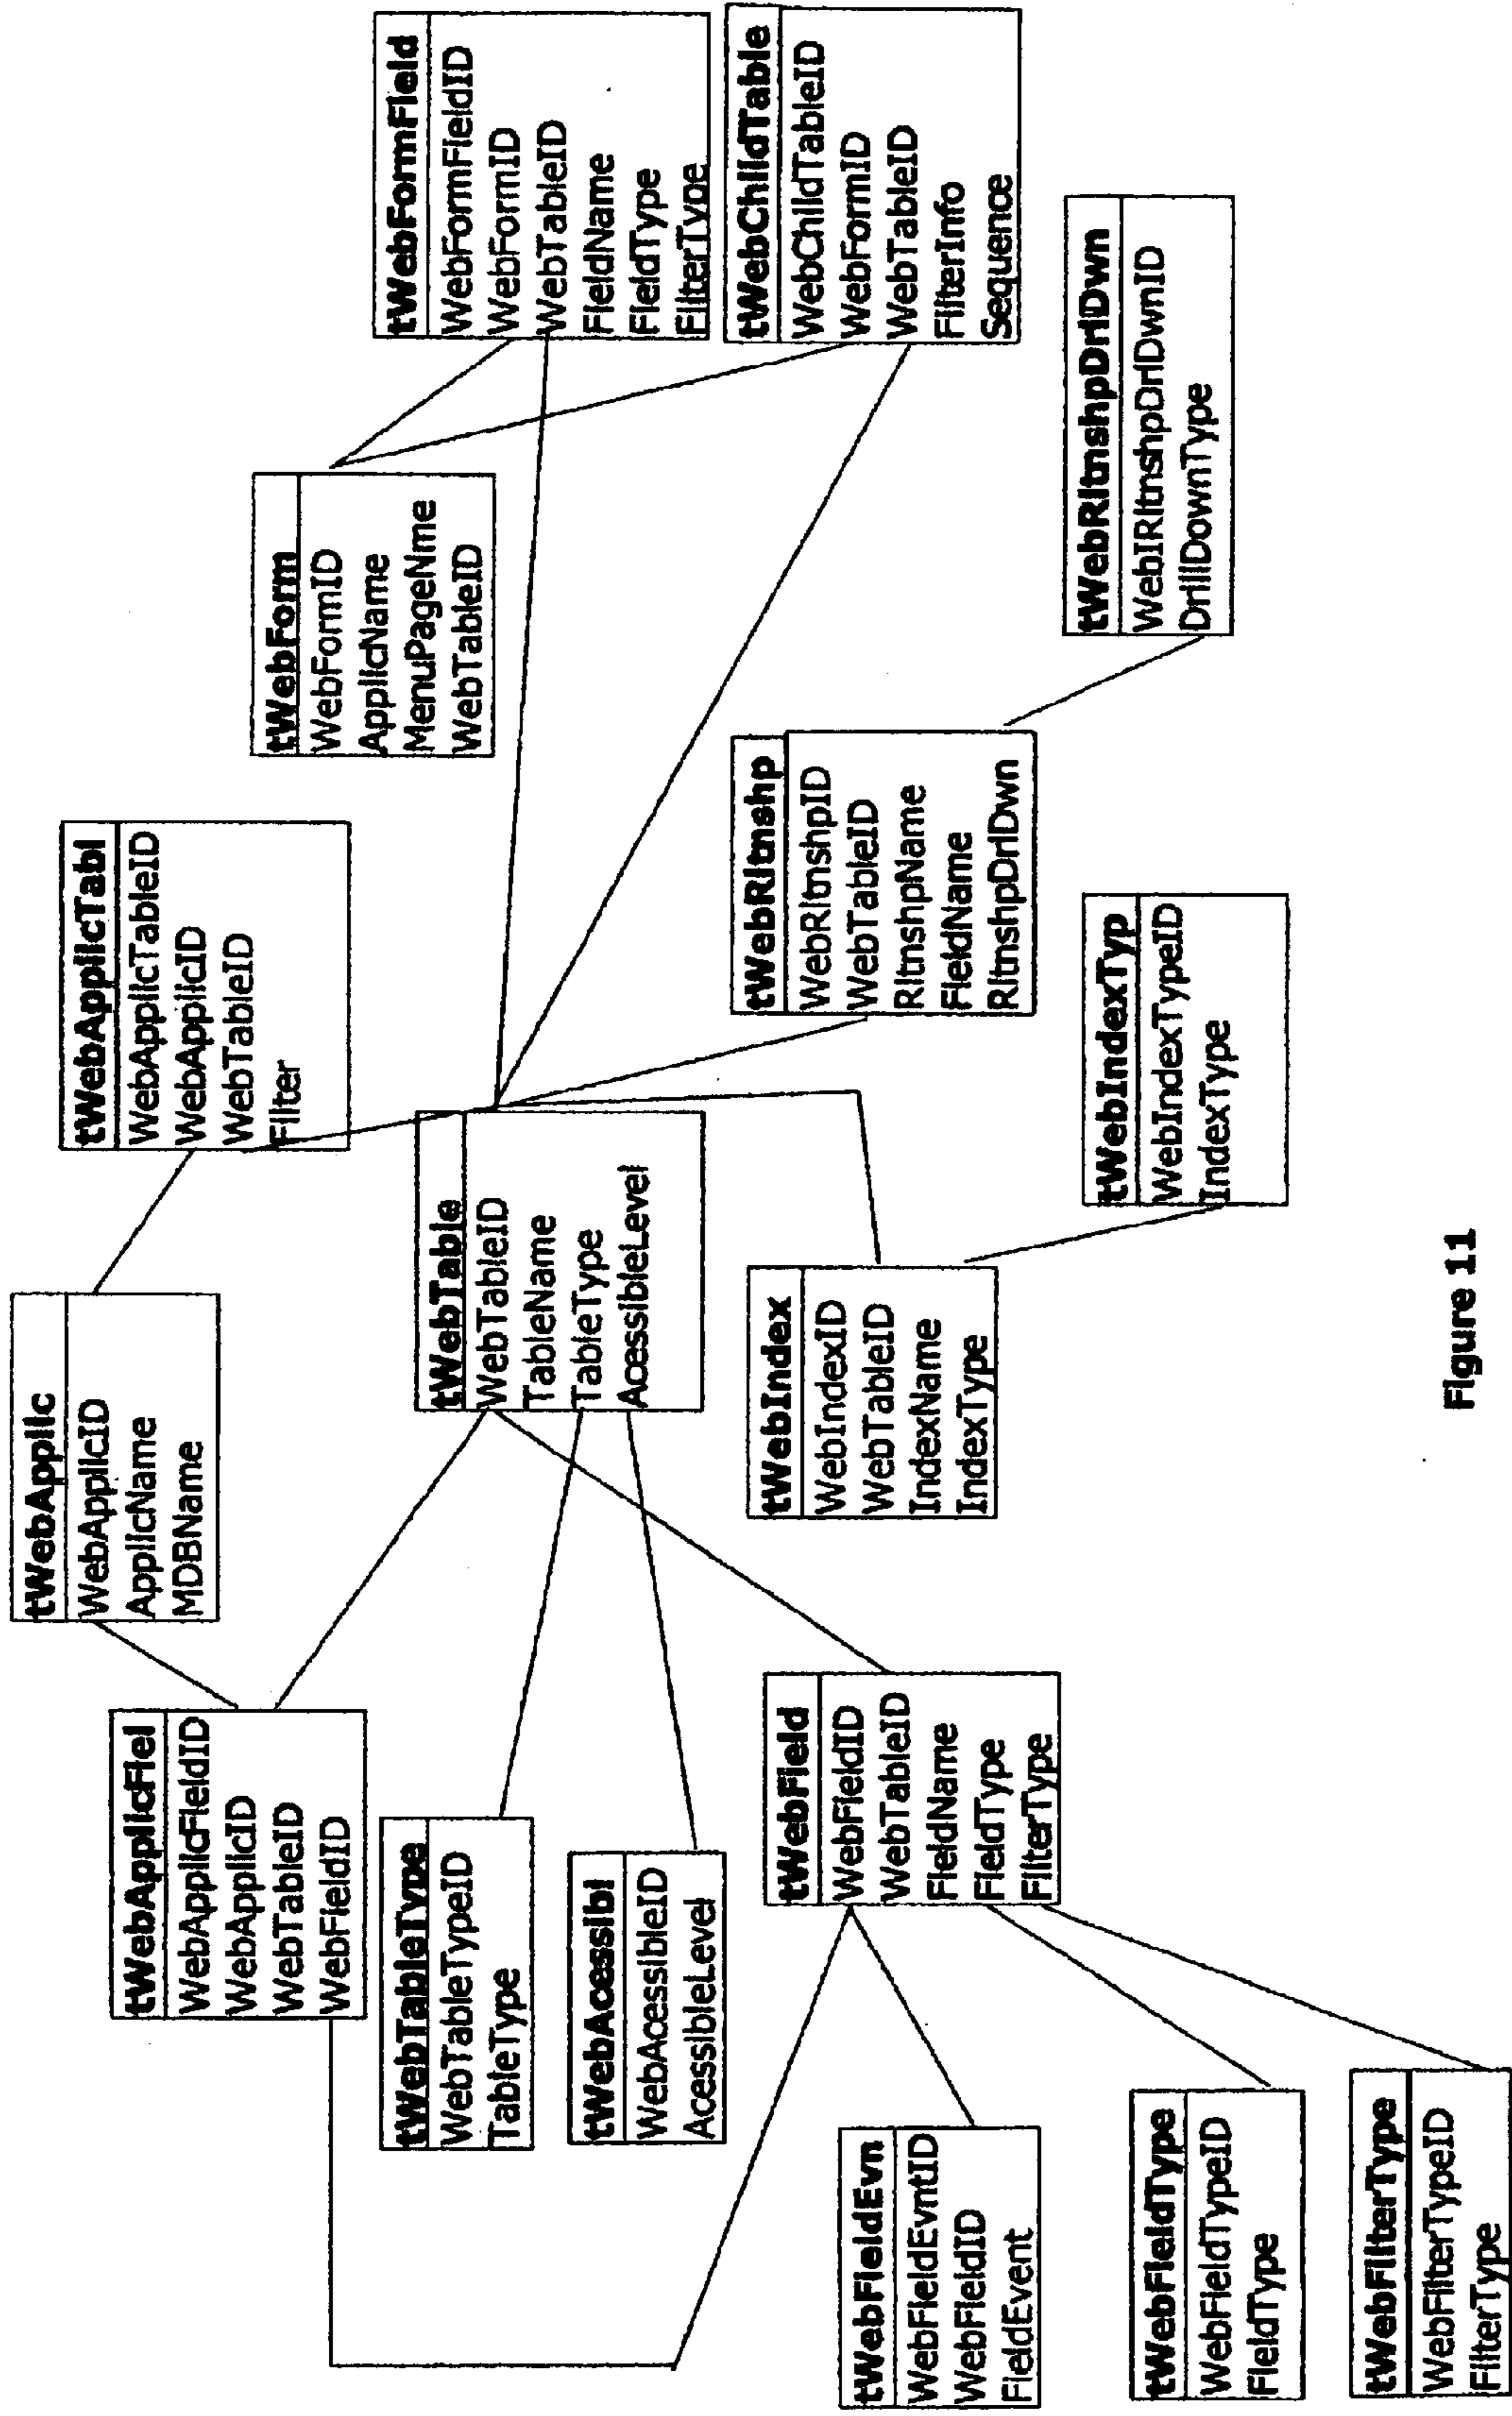 tWebApplicFiel
WebApplicFieldID
WebApplicID
WebTableID
WebFieldID
tWebApplic
WebApplicID
ApplicName
MDBName
tWebApplicTabl
WebApplicTableID
WebApplicID
WebTableID
Filter
tWebForm
WebFormID
ApplicName
MenuPageNme
WebTableID
tWebFormField
WebFormFieldID
WebFormID
WebTableID
FieldName
FieldType
FilterType
tWebTableType
WebTableTypeID
TableType
tWebAcessibl
WebAcessibleID
AcessibleLevel
tWebTable
WebTableID
TableName
TableType
AcessibleLevel
tWebChildTable
WebChildTableID
WebFormID
WebTableID
FilterInfo
Sequence
tWebField
WebFieldID
WebTableID
FieldName
FieldType
FilterType
tWebIndex
WebIndexID
WebTableID
IndexName
IndexType
tWebRltnshp
WebRltnshpID
WebTableID
RltnshpName
FieldName
RltnshpDrlDwn
tWebFieldEvn
WebFieldEvntID
WebFieldID
FieldEvent
tWebIndexTyp
WebIndexTypeID
IndexType
tWebRltnshpDrlDwn
WebIRltnshpDrlDwnID
DrillDownType
tWebFieldType
WebFieldTypeID
FieldType
tWebFilterType
WebFilterTypeID
FilterType
Figure 11